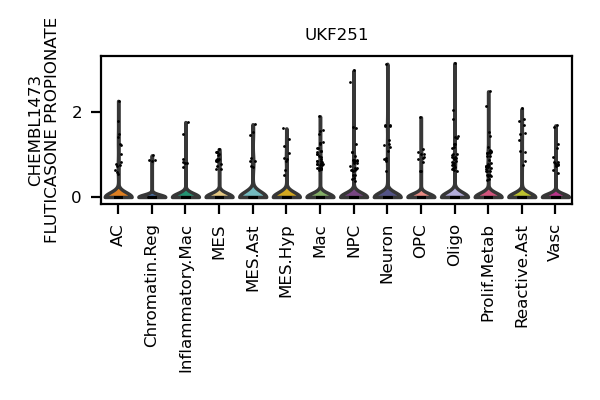 UKF251
CHEMBL1473
FLUTICASONE PROPIONATE
2
0
AC
Chromatin.Reg
Inflammatory.Mac
MES
MES.Ast
MES.Hyp
Mac
NPC
Neuron
OPC
Oligo
Prolif.Metab
Reactive.Ast
Vasc